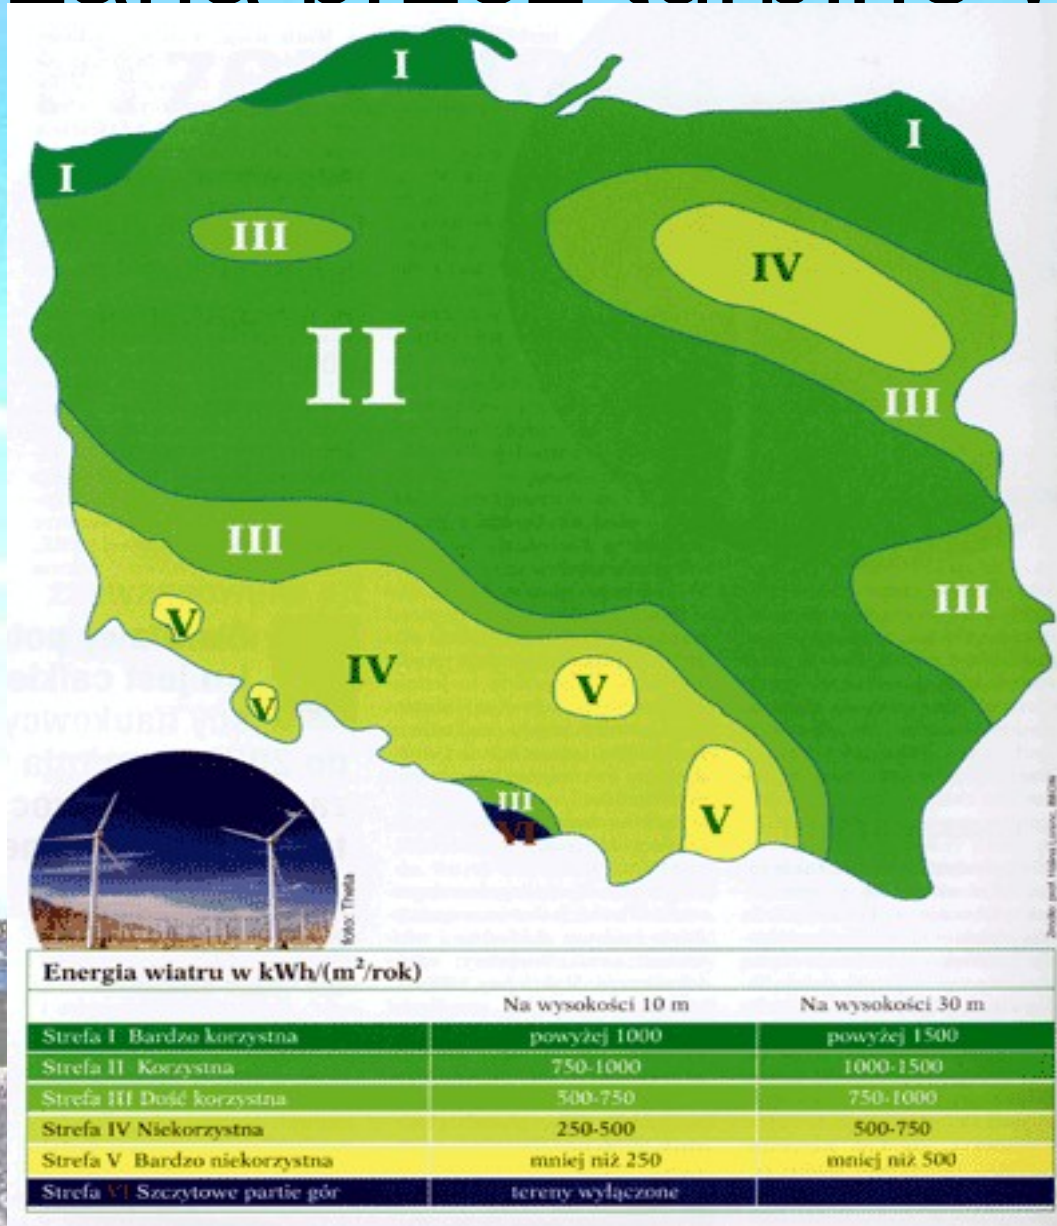 I
I
I
III
IV
II
III
III
III
V
IV
V
V
V
III
VI
foto: Theta
Energia wiatru w kWh/(m²/rok)
Na wysokości 10 m Na wysokości 30 m
Strefa I Bardzo korzystna powyżej 1000 powyżej 1500
Strefa II Korzystna 750-1000 1000-1500
Strefa III Dość korzystna 500-750 750-1000
Strefa IV Niekorzystna 250-500 500-750
Strefa V Bardzo niekorzystna mniej niż 250 mniej niż 500
Strefa VI Szczytowe partie gór tereny wyłączone